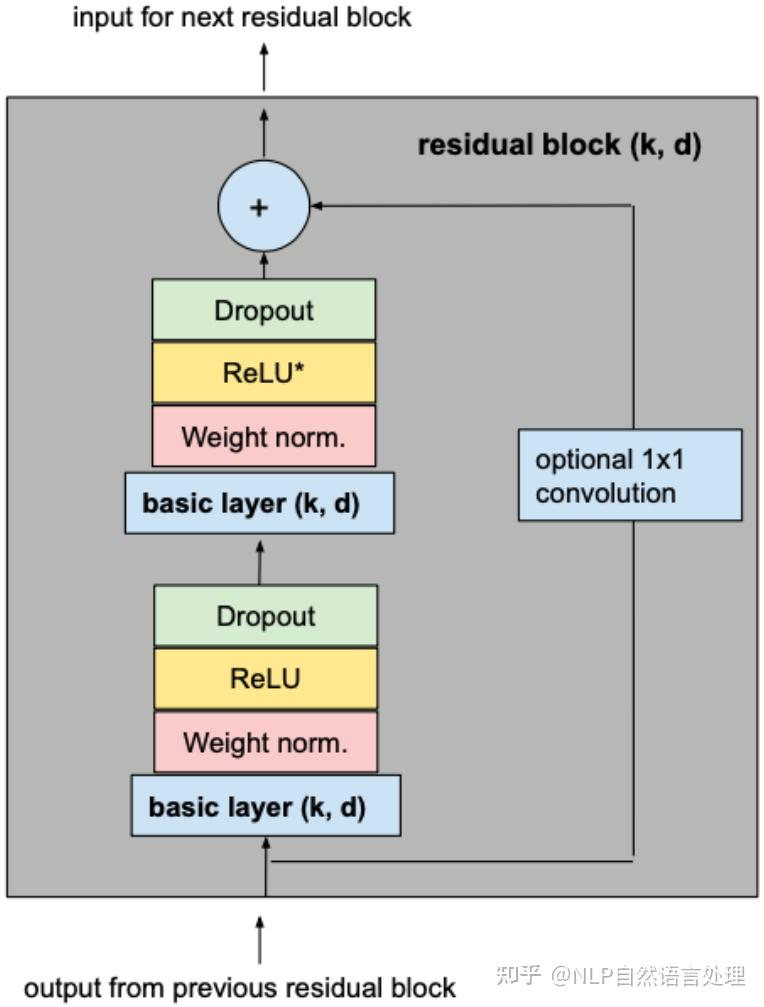 input for next residual block
residual block (k, d)
+
Dropout
ReLU*
Weight norm.
basic layer (k, d)
optional 1x1
convolution
Dropout
ReLU
Weight norm.
basic layer (k, d)
output from previous residual block
知乎 @NLP自然语言处理